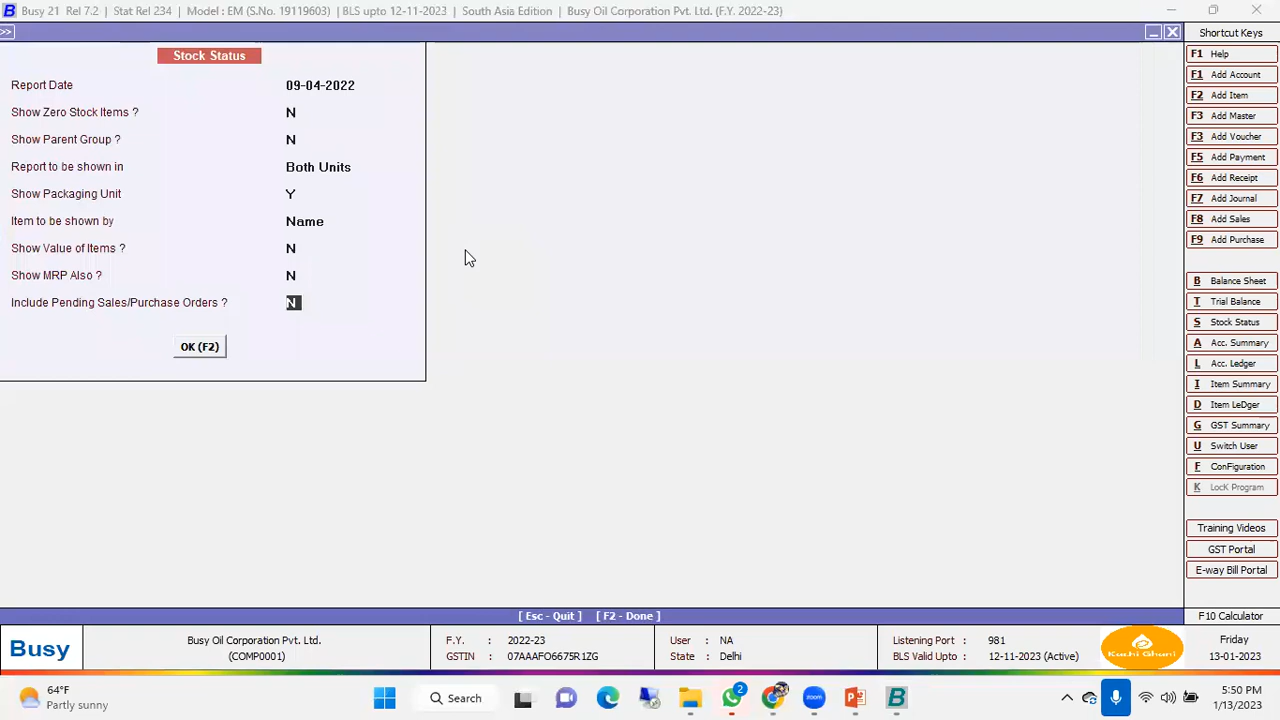 Busy 21 Rel 7.2 | Stat Rel 234 | Model : EM (S.No. 19119603) | BLS upto 12-11-2023 | South Asia Edition | Busy Oil Corporation Pvt. Ltd. (F.Y. 2022-23)
>>
Stock Status
Report Date 09-04-2022
Show Zero Stock Items ? N
Show Parent Group ? N
Report to be shown in Both Units
Show Packaging Unit Y
Item to be shown by Name
Show Value of Items ? N
Show MRP Also ? N
Include Pending Sales/Purchase Orders ? N
OK (F2)
Shortcut Keys
F1 Help
F1 Add Account
F2 Add Item
F3 Add Master
F3 Add Voucher
F5 Add Payment
F6 Add Receipt
F7 Add Journal
F8 Add Sales
F9 Add Purchase
B Balance Sheet
T Trial Balance
S Stock Status
A Acc. Summary
L Acc. Ledger
I Item Summary
D Item LeDger
G GST Summary
U Switch User
F ConFiguration
K LocK Program
Training Videos
GST Portal
E-way Bill Portal
[ Esc - Quit ] [ F2 - Done ]
F10 Calculator
Busy
Busy Oil Corporation Pvt. Ltd.
(COMP0001)
F.Y. : 2022-23
GSTIN : 07AAAFO6675R1ZG
User : NA
State : Delhi
Listening Port : 981
BLS Valid Upto : 12-11-2023 (Active)
Kachi Ghani
Friday
13-01-2023
64°F
Partly sunny
Search
2
zoom
5:50 PM
1/13/2023